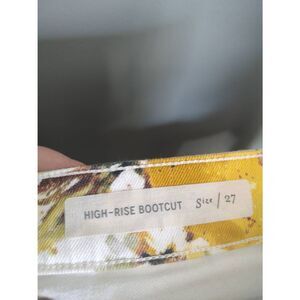 HIGH-RISE BOOTCUT Size / 27